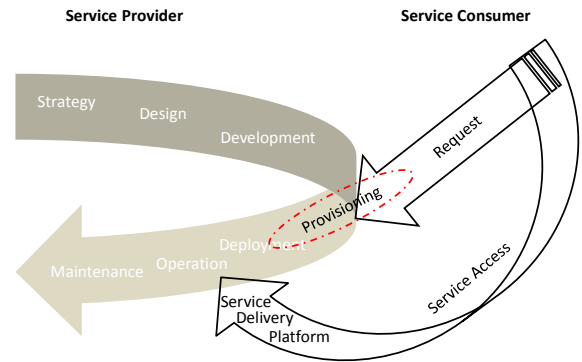 Service Provider
Service Consumer
Strategy
Design
Development
Request
Provisioning
Deployment
Operation
Maintenance
Service Access
Service
Delivery
Platform